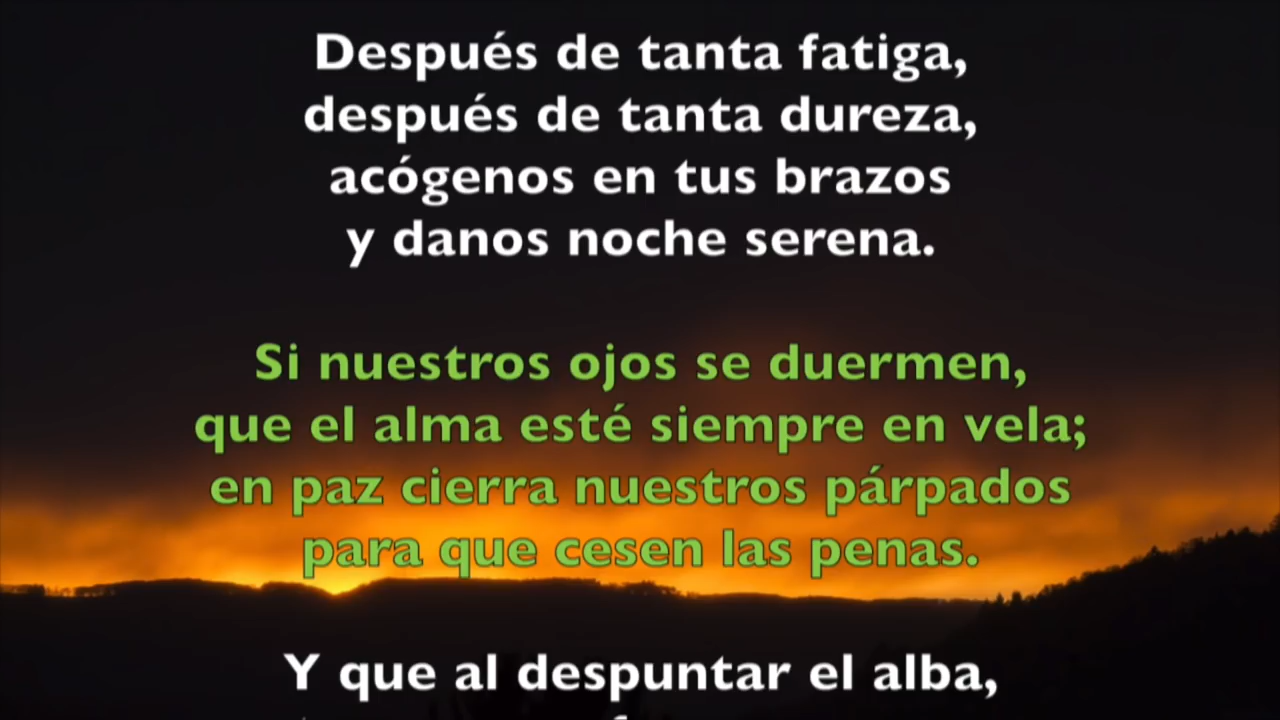 Después de tanta fatiga,
después de tanta dureza,
acógenos en tus brazos
y danos noche serena.
Si nuestros ojos se duermen,
que el alma esté siempre en vela;
en paz cierra nuestros párpados
para que cesen las penas.
Y que al despuntar el alba,